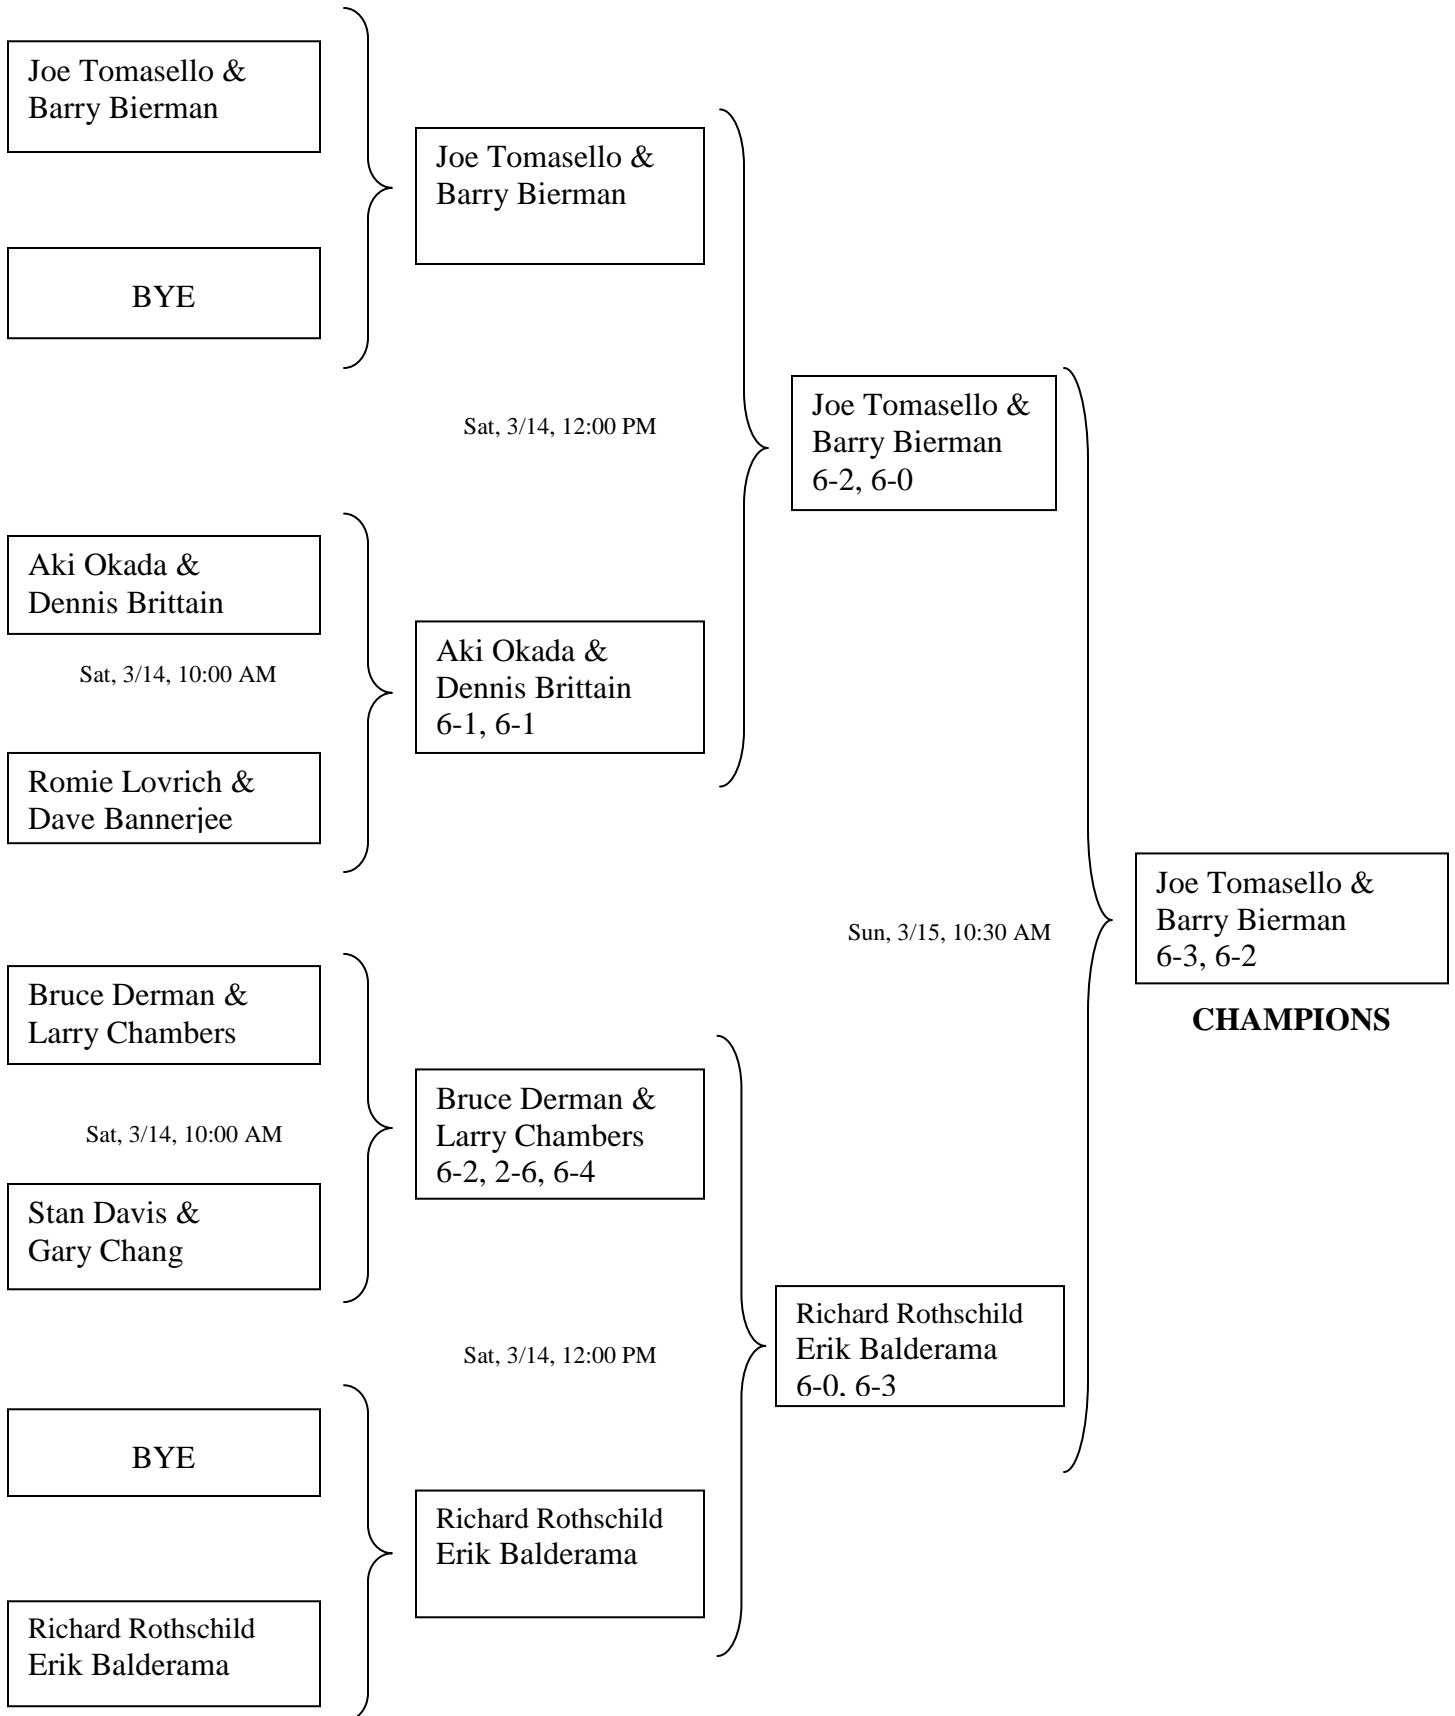 Joe Tomasello &
Barry Bierman
BYE
Sat, 3/14, 12:00 PM
Aki Okada &
Dennis Brittain
Sat, 3/14, 10:00 AM
Romie Lovrich &
Dave Bannerjee
Bruce Derman &
Larry Chambers
Sat, 3/14, 10:00 AM
Stan Davis &
Gary Chang
Sat, 3/14, 12:00 PM
BYE
Richard Rothschild
Erik Balderama
Joe Tomasello &
Barry Bierman
Aki Okada &
Dennis Brittain
6-1, 6-1
Bruce Derman &
Larry Chambers
6-2, 2-6, 6-4
Richard Rothschild
Erik Balderama
Joe Tomasello &
Barry Bierman
6-2, 6-0
Sun, 3/15, 10:30 AM
Richard Rothschild
Erik Balderama
6-0, 6-3
Joe Tomasello &
Barry Bierman
6-3, 6-2
CHAMPIONS